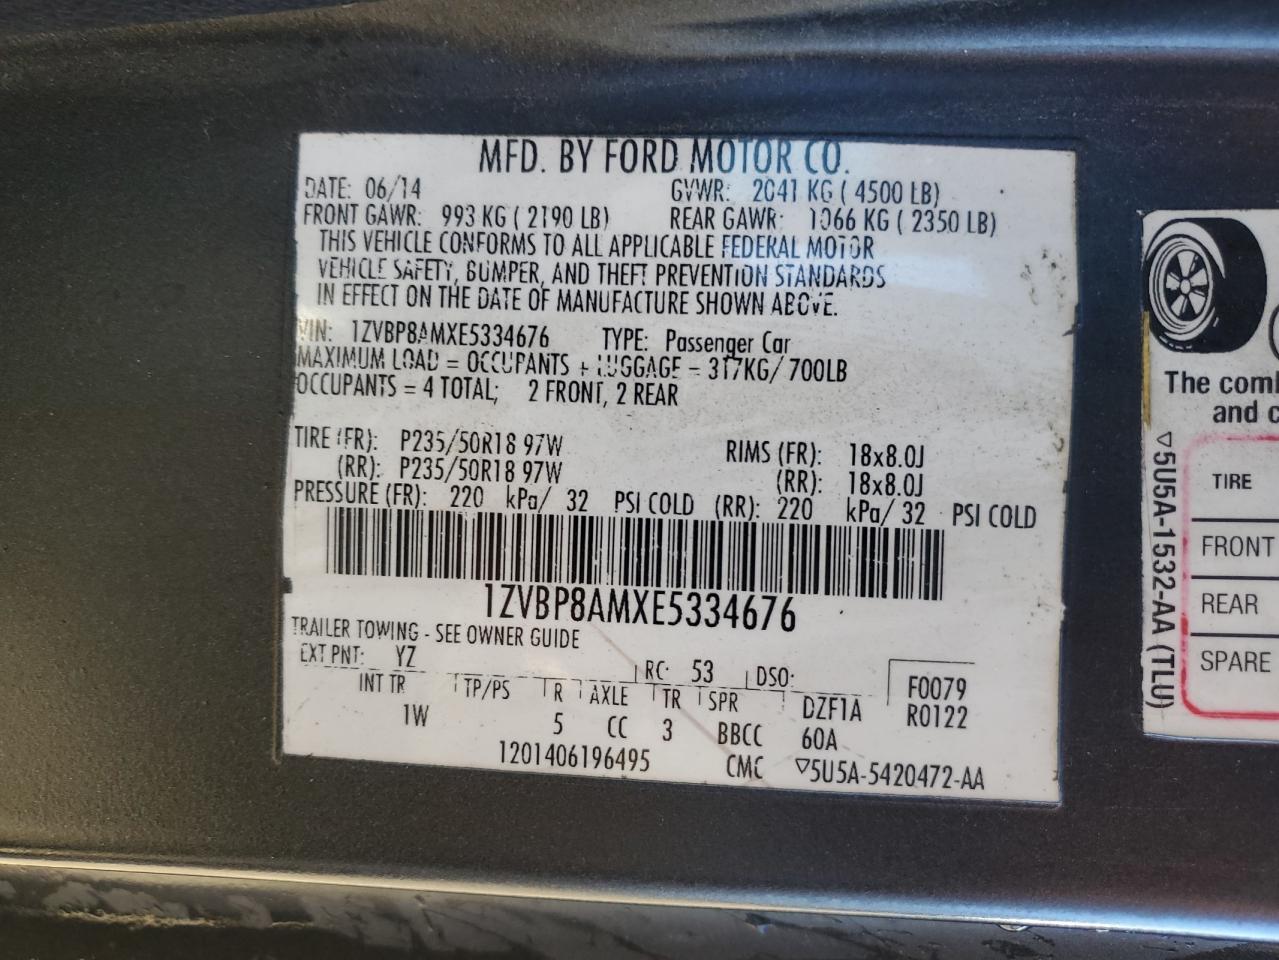 MFD. BY FORD MOTOR CO.
DATE: 06/14 GVWR: 2041 KG ( 4500 LB)
FRONT GAWR: 993 KG ( 2190 LB) REAR GAWR: 1066 KG ( 2350 LB)
THIS VEHICLE CONFORMS TO ALL APPLICABLE FEDERAL MOTOR
VEHICLE SAFETY, BUMPER, AND THEFT PREVENTION STANDARDS
IN EFFECT ON THE DATE OF MANUFACTURE SHOWN ABOVE.
VIN: 1ZVBP8AMXE5334676 TYPE: Passenger Car
MAXIMUM LOAD = OCCUPANTS + LUGGAGE = 317KG/ 700LB
OCCUPANTS = 4 TOTAL; 2 FRONT, 2 REAR
TIRE (FR): P235/50R18 97W RIMS (FR): 18x8.0J
(RR): P235/50R18 97W (RR): 18x8.0J
PRESSURE (FR): 220 kPa/ 32 PSI COLD (RR): 220 kPa/ 32 PSI COLD
1ZVBP8AMXE5334676
TRAILER TOWING - SEE OWNER GUIDE
EXT PNT: YZ RC: 53 DSO:
INT TR TP/PS R AXLE TR SPR DZF1A F0079
1W 5 CC 3 BBCC 60A R0122
1201406196495 CMC ▽5U5A-5420472-AA
The comb
and c
TIRE
FRONT
REAR
SPARE
▽5U5A-1532-AA (TLU)